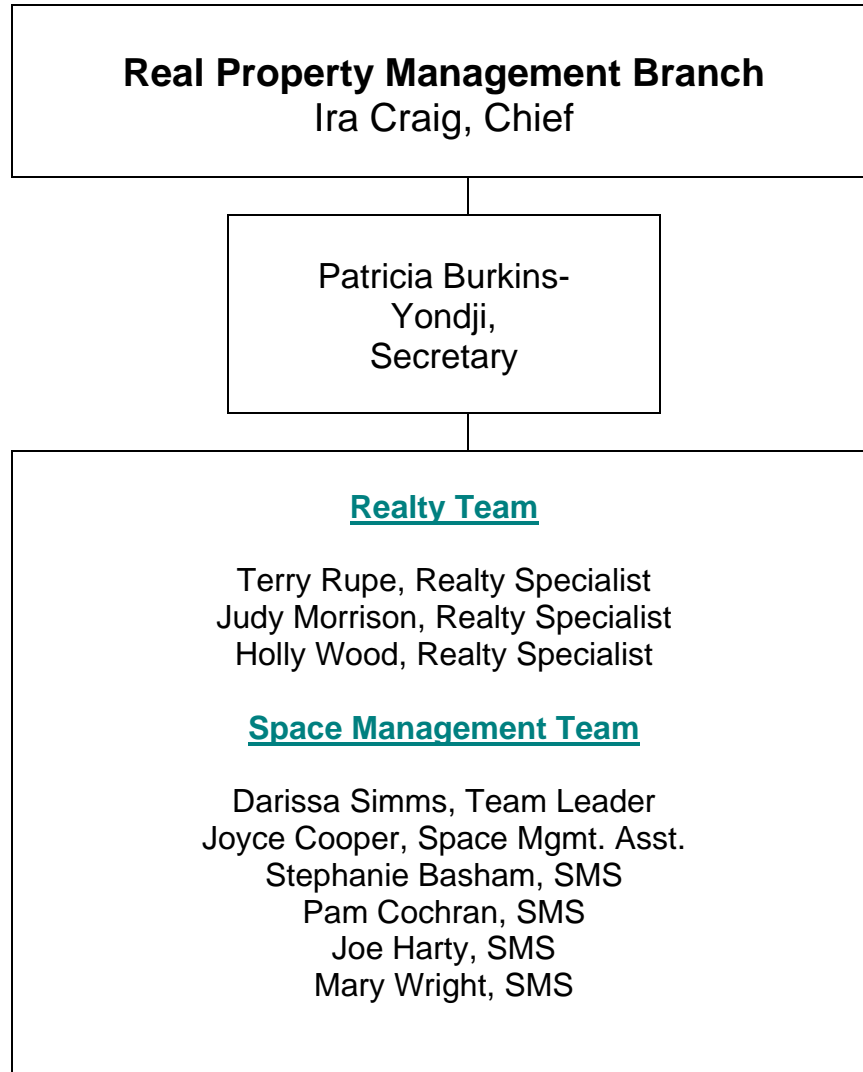 Real Property Management Branch
Ira Craig, Chief
Patricia Burkins-
Yondji,
Secretary
Realty Team
Terry Rupe, Realty Specialist
Judy Morrison, Realty Specialist
Holly Wood, Realty Specialist
Space Management Team
Darissa Simms, Team Leader
Joyce Cooper, Space Mgmt. Asst.
Stephanie Basham, SMS
Pam Cochran, SMS
Joe Harty, SMS
Mary Wright, SMS